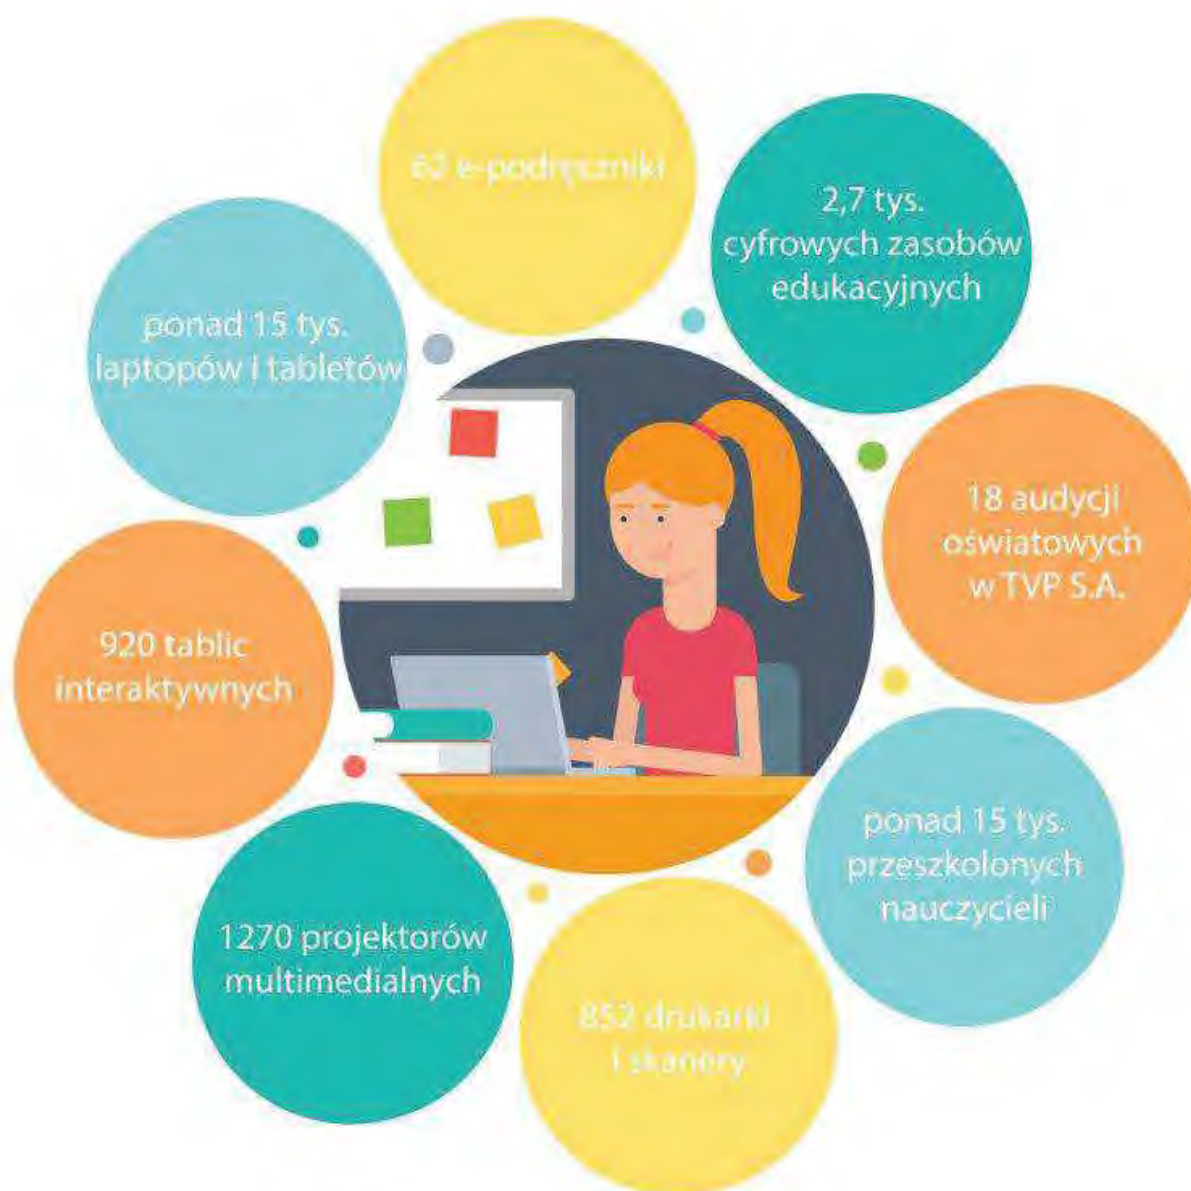 62 e-podręczniki
2,7 tys.
cyfrowych zasobów
edukacyjnych
18 audycji
oświatowych
w TVP S.A.
ponad 15 tys.
przeszkolonych
nauczycieli
852 drukarki
i skanery
1270 projektorów
multimedialnych
920 tablic
interaktywnych
ponad 15 tys.
laptopów i tabletów